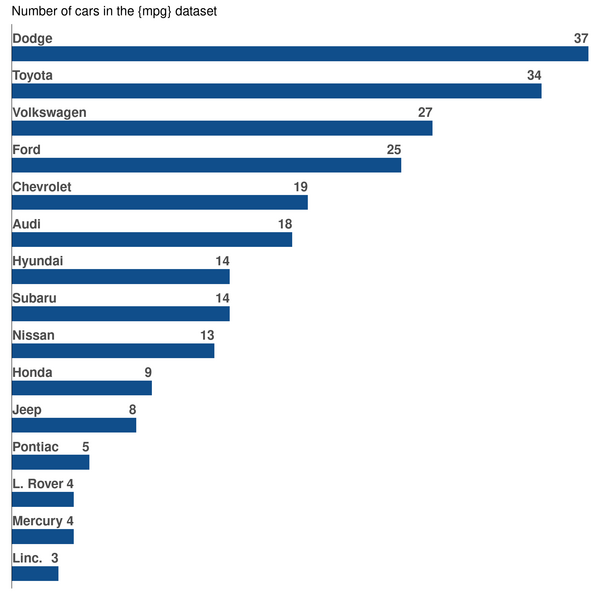 Number of cars in the {mpg} dataset
Dodge 37
Toyota 34
Volkswagen 27
Ford 25
Chevrolet 19
Audi 18
Hyundai 14
Subaru 14
Nissan 13
Honda 9
Jeep 8
Pontiac 5
L. Rover 4
Mercury 4
Linc. 3